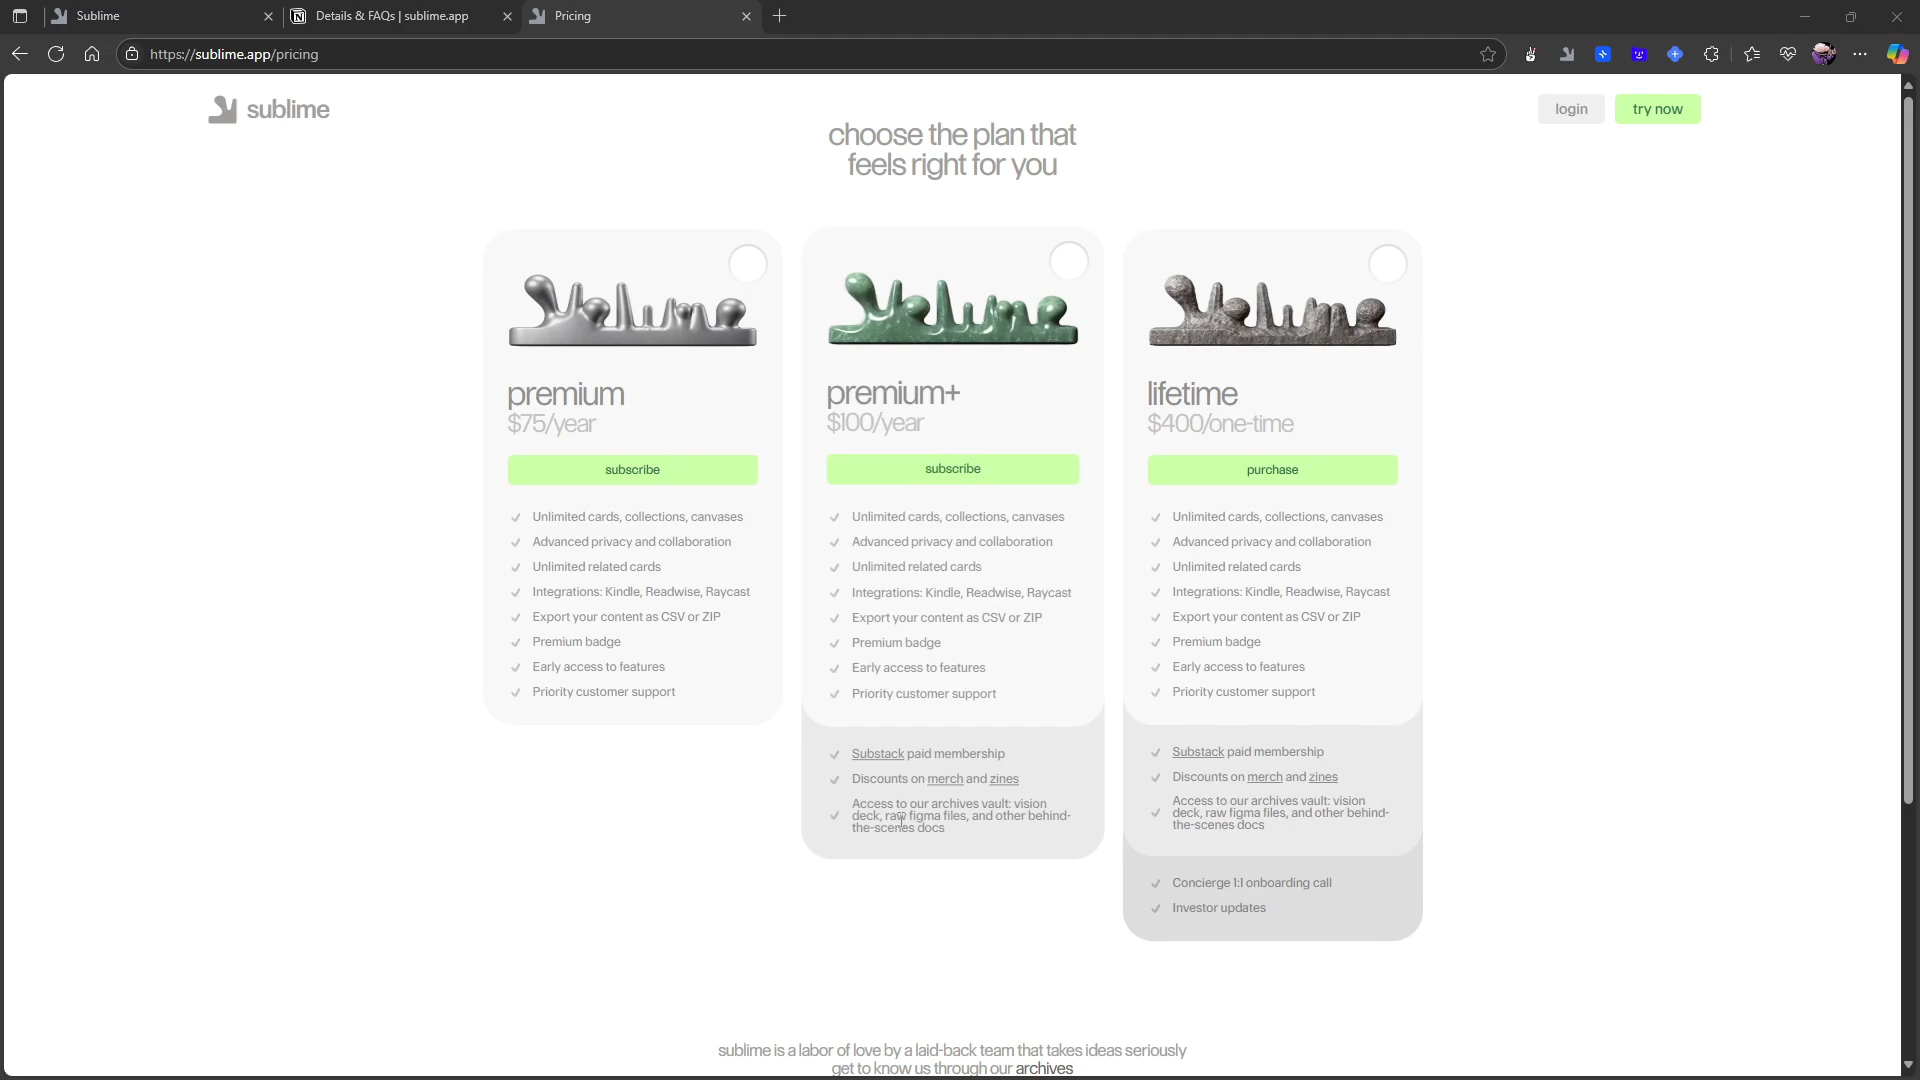 Sublime
Details & FAQs | sublime.app
Pricing
https://sublime.app/pricing
sublime
login
try now
choose the plan that
feels right for you
premium
$75/year
subscribe
Unlimited cards, collections, canvases
Advanced privacy and collaboration
Unlimited related cards
Integrations: Kindle, Readwise, Raycast
Export your content as CSV or ZIP
Premium badge
Early access to features
Priority customer support
premium+
$100/year
subscribe
Unlimited cards, collections, canvases
Advanced privacy and collaboration
Unlimited related cards
Integrations: Kindle, Readwise, Raycast
Export your content as CSV or ZIP
Premium badge
Early access to features
Priority customer support
Substack paid membership
Discounts on merch and zines
Access to our archives vault: vision
deck, raw figma files, and other behind-
the-scenes docs
lifetime
$400/one-time
purchase
Unlimited cards, collections, canvases
Advanced privacy and collaboration
Unlimited related cards
Integrations: Kindle, Readwise, Raycast
Export your content as CSV or ZIP
Premium badge
Early access to features
Priority customer support
Substack paid membership
Discounts on merch and zines
Access to our archives vault: vision
deck, raw figma files, and other behind-
the-scenes docs
Concierge 1:1 onboarding call
Investor updates
sublime is a labor of love by a laid-back team that takes ideas seriously
get to know us through our archives